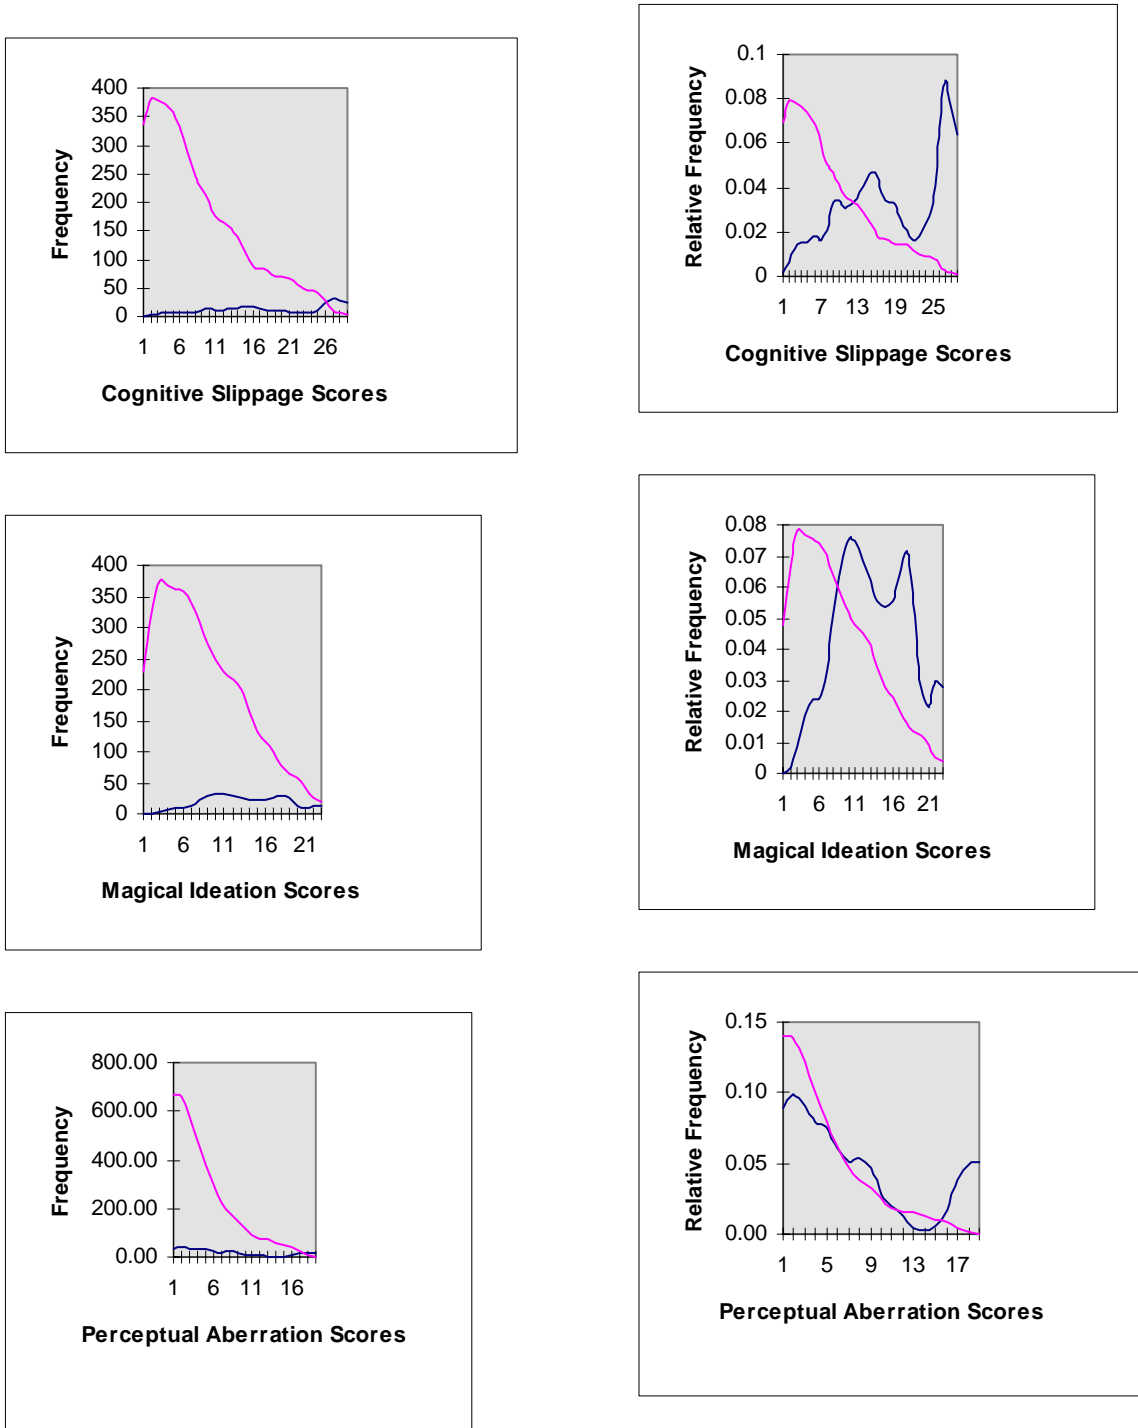 400
350
300
250
200
150
100
50
0
Frequency
1 6 11 16 21 26
Cognitive Slippage Scores
0.1
0.08
0.06
0.04
0.02
0
Relative Frequency
1 7 13 19 25
Cognitive Slippage Scores
400
350
300
250
200
150
100
50
0
Frequency
1 6 11 16 21
Magical Ideation Scores
0.08
0.07
0.06
0.05
0.04
0.03
0.02
0.01
0
Relative Frequency
1 6 11 16 21
Magical Ideation Scores
800.00
600.00
400.00
200.00
0.00
Frequency
1 6 11 16
Perceptual Aberration Scores
0.15
0.10
0.05
0.00
Relative Frequency
1 5 9 13 17
Perceptual Aberration Scores